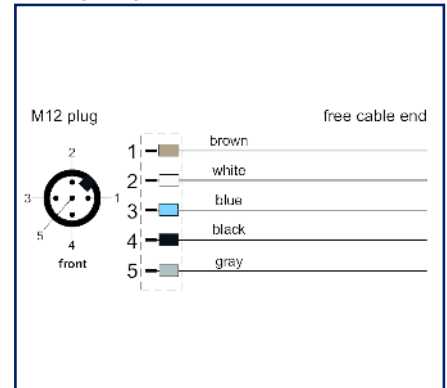 M12 plug
free cable end
2
3
1
5
4
front
1
brown
2
white
3
blue
4
black
5
gray